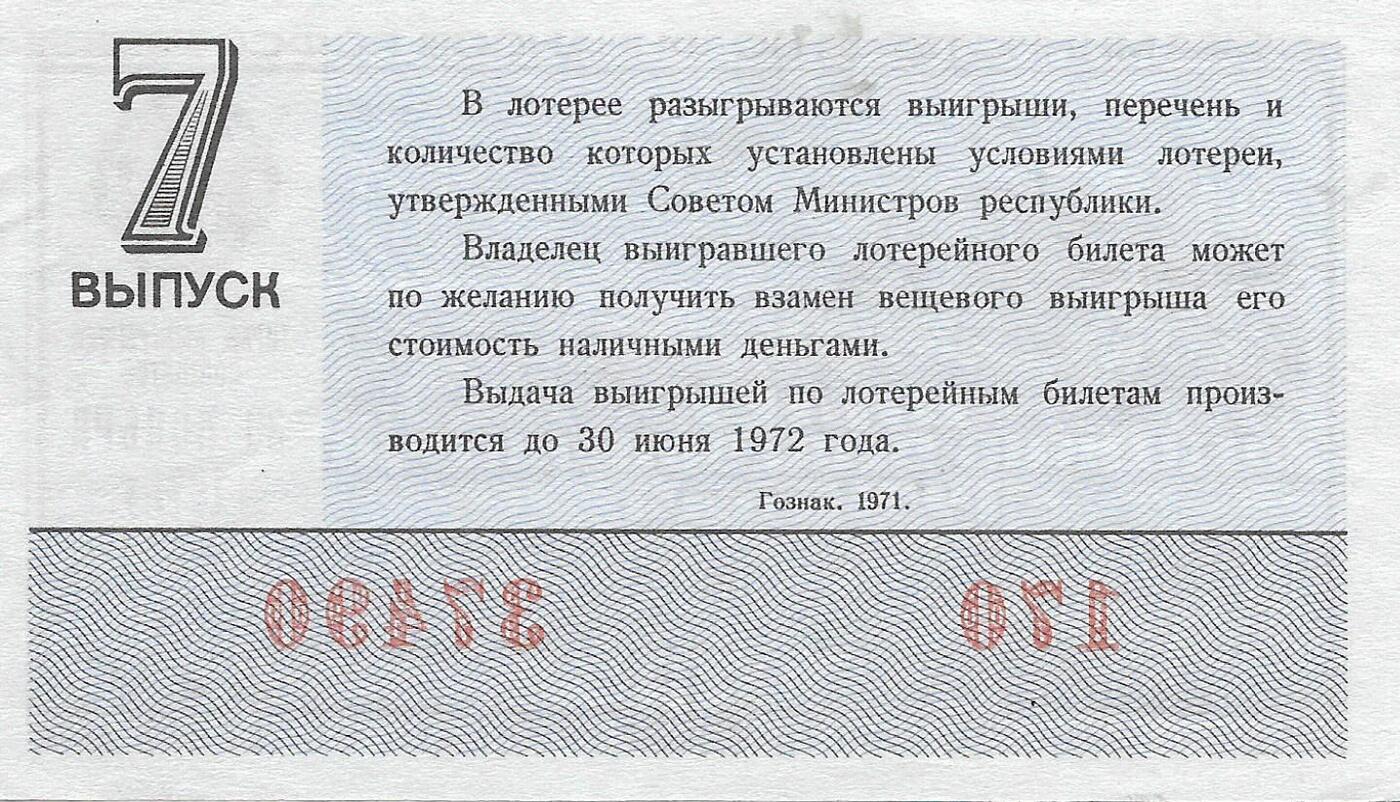 7
ВЫПУСК
В лотерее разыгрываются выигрыши, перечень и
количество которых установлены условиями лотереи,
утвержденными Советом Министров республики.
Владелец выигравшего лотерейного билета может
по желанию получить взамен вещевого выигрыша его
стоимость наличными деньгами.
Выдача выигрышей по лотерейным билетам произ-
водится до 30 июня 1972 года.
Гознак. 1971.
170